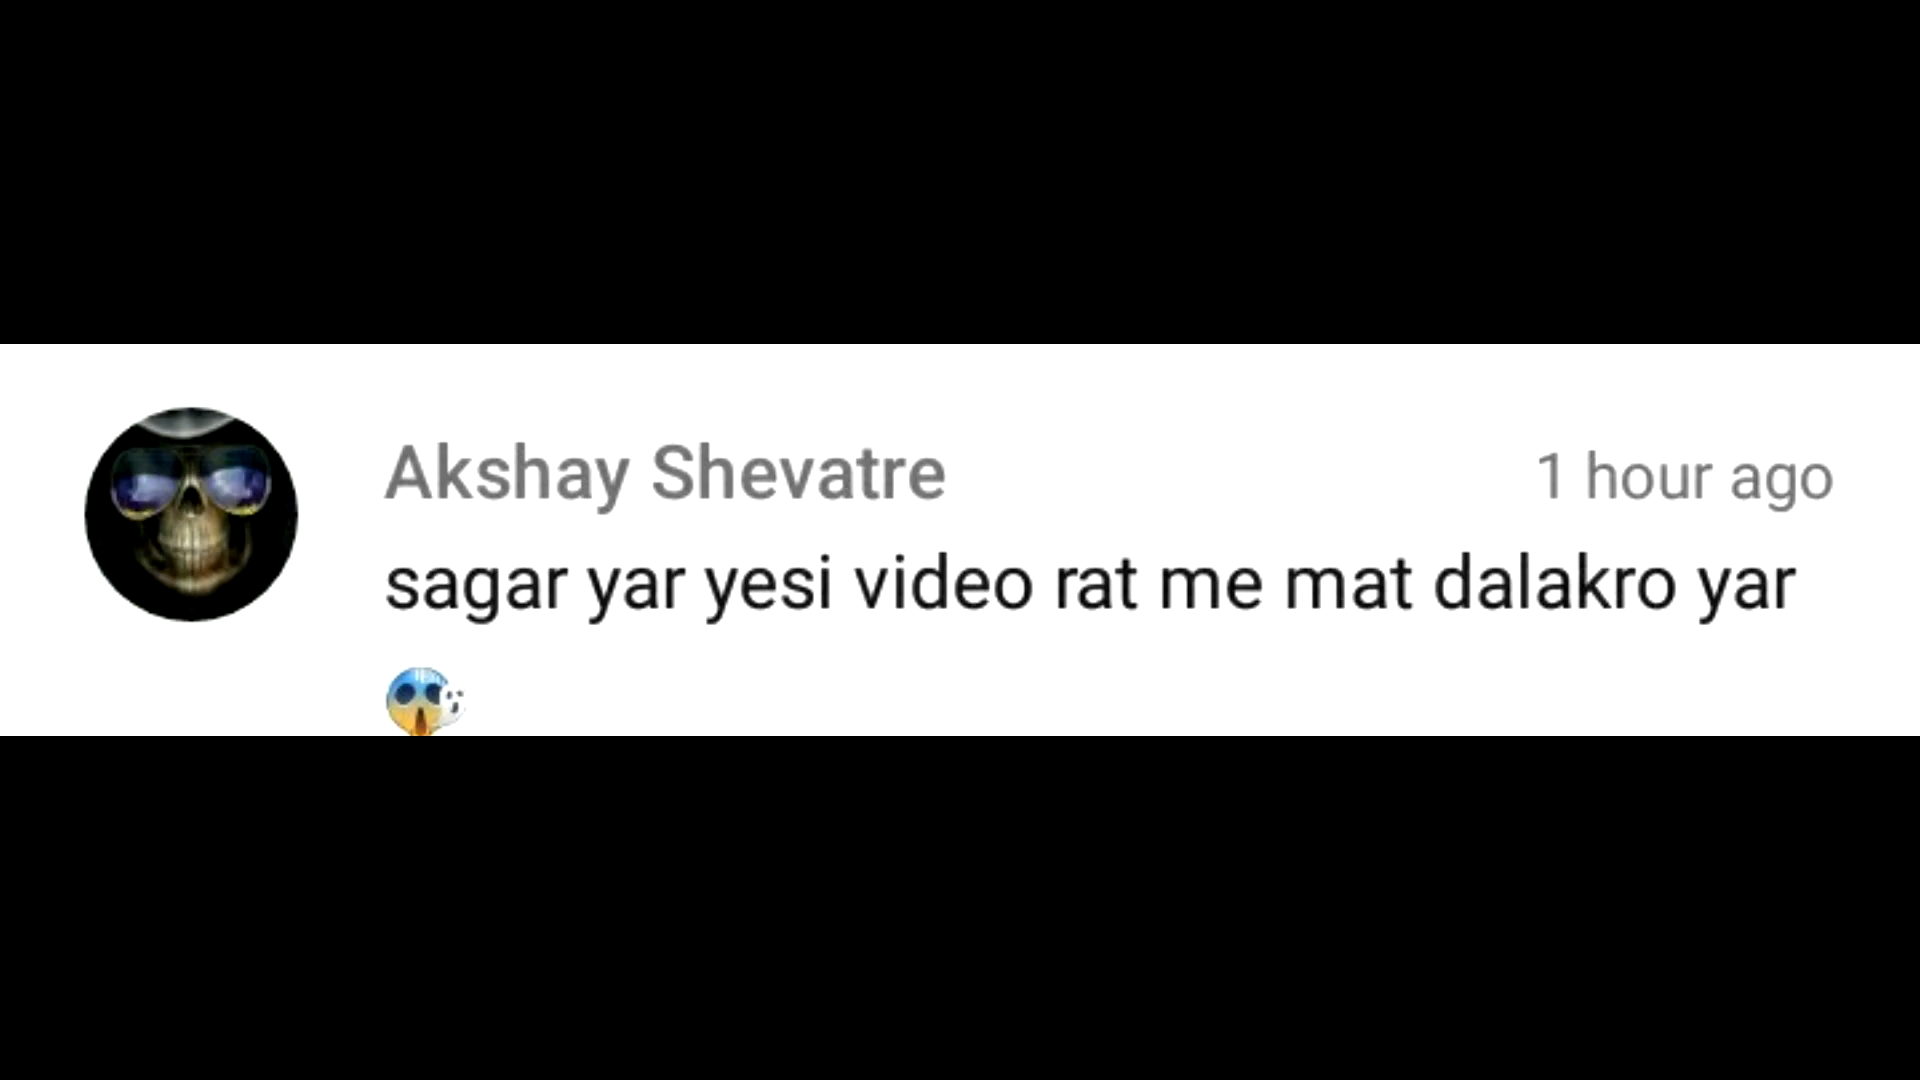 Akshay Shevatre 1 hour ago
sagar yar yesi video rat me mat dalakro yar
😱